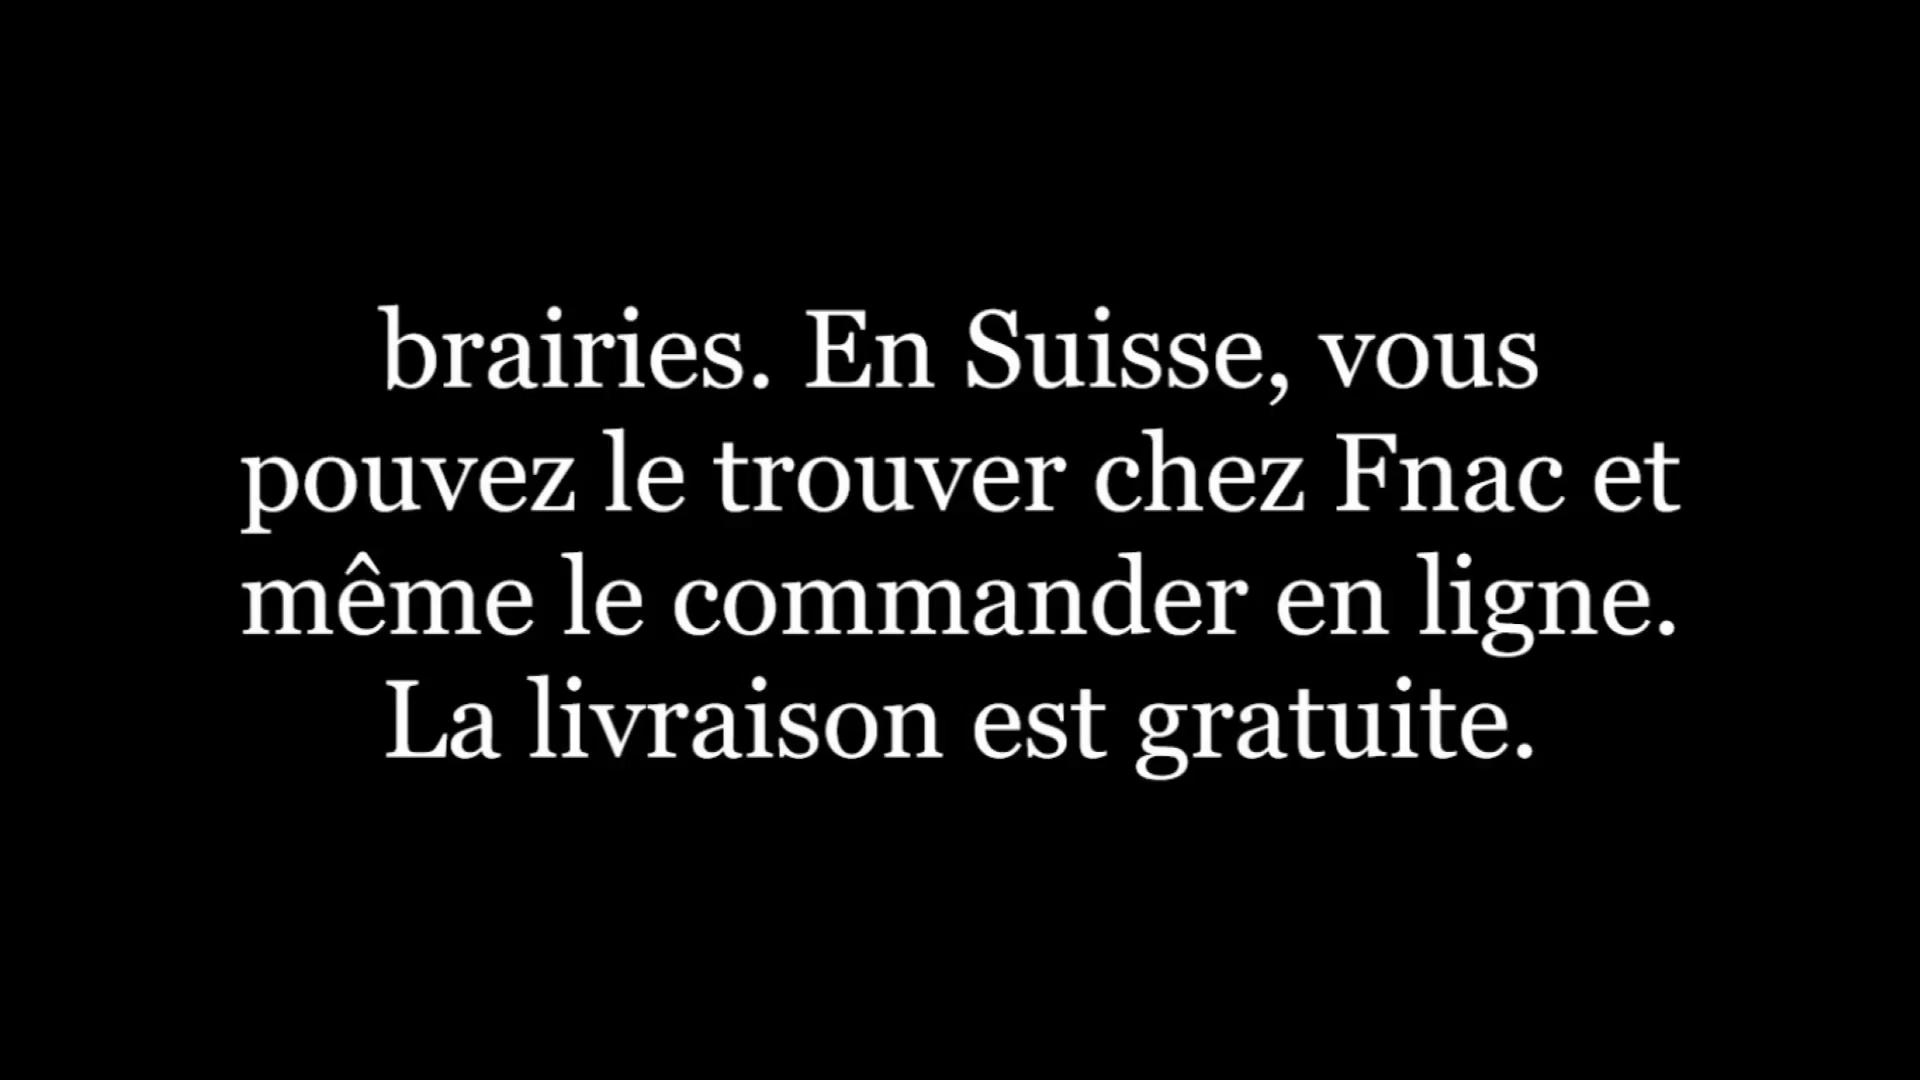 brairies. En Suisse, vous
pouvez le trouver chez Fnac et
même le commander en ligne.
La livraison est gratuite.